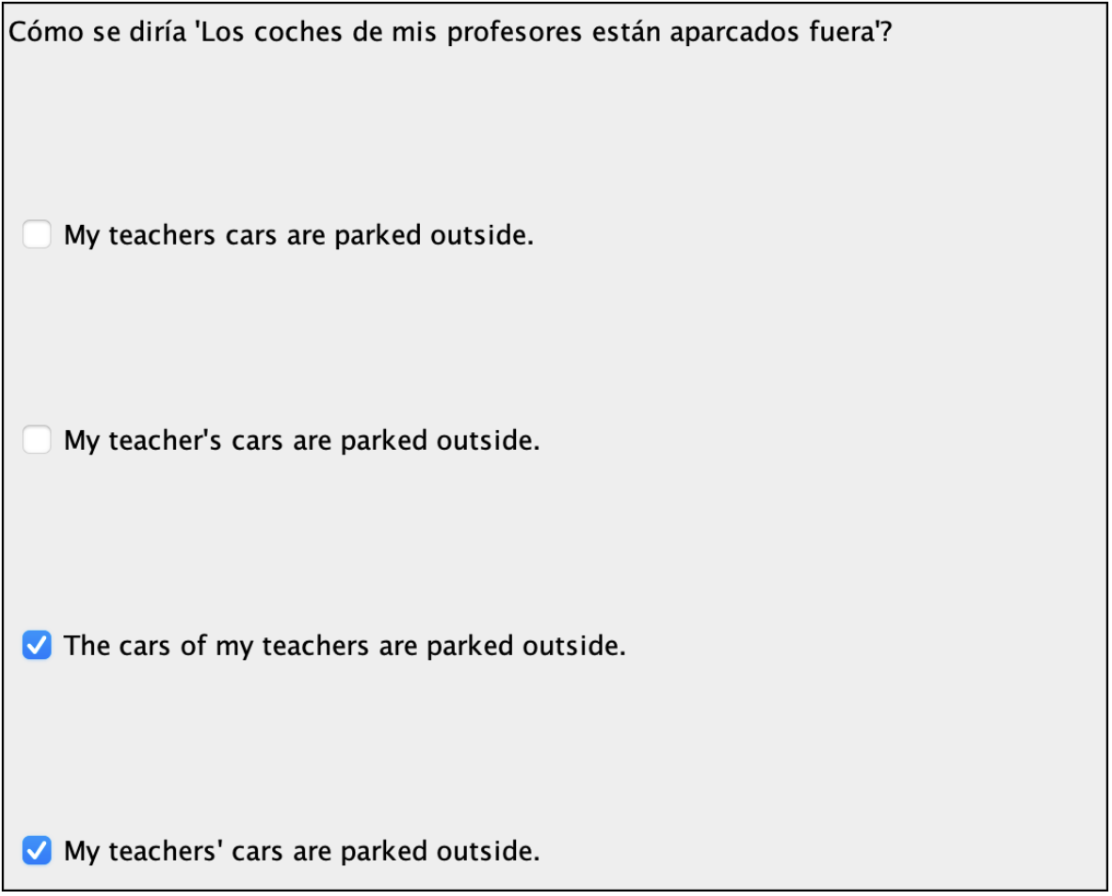 Cómo se diría 'Los coches de mis profesores están aparcados fuera'?
My teachers cars are parked outside.
My teacher's cars are parked outside.
The cars of my teachers are parked outside.
My teachers' cars are parked outside.